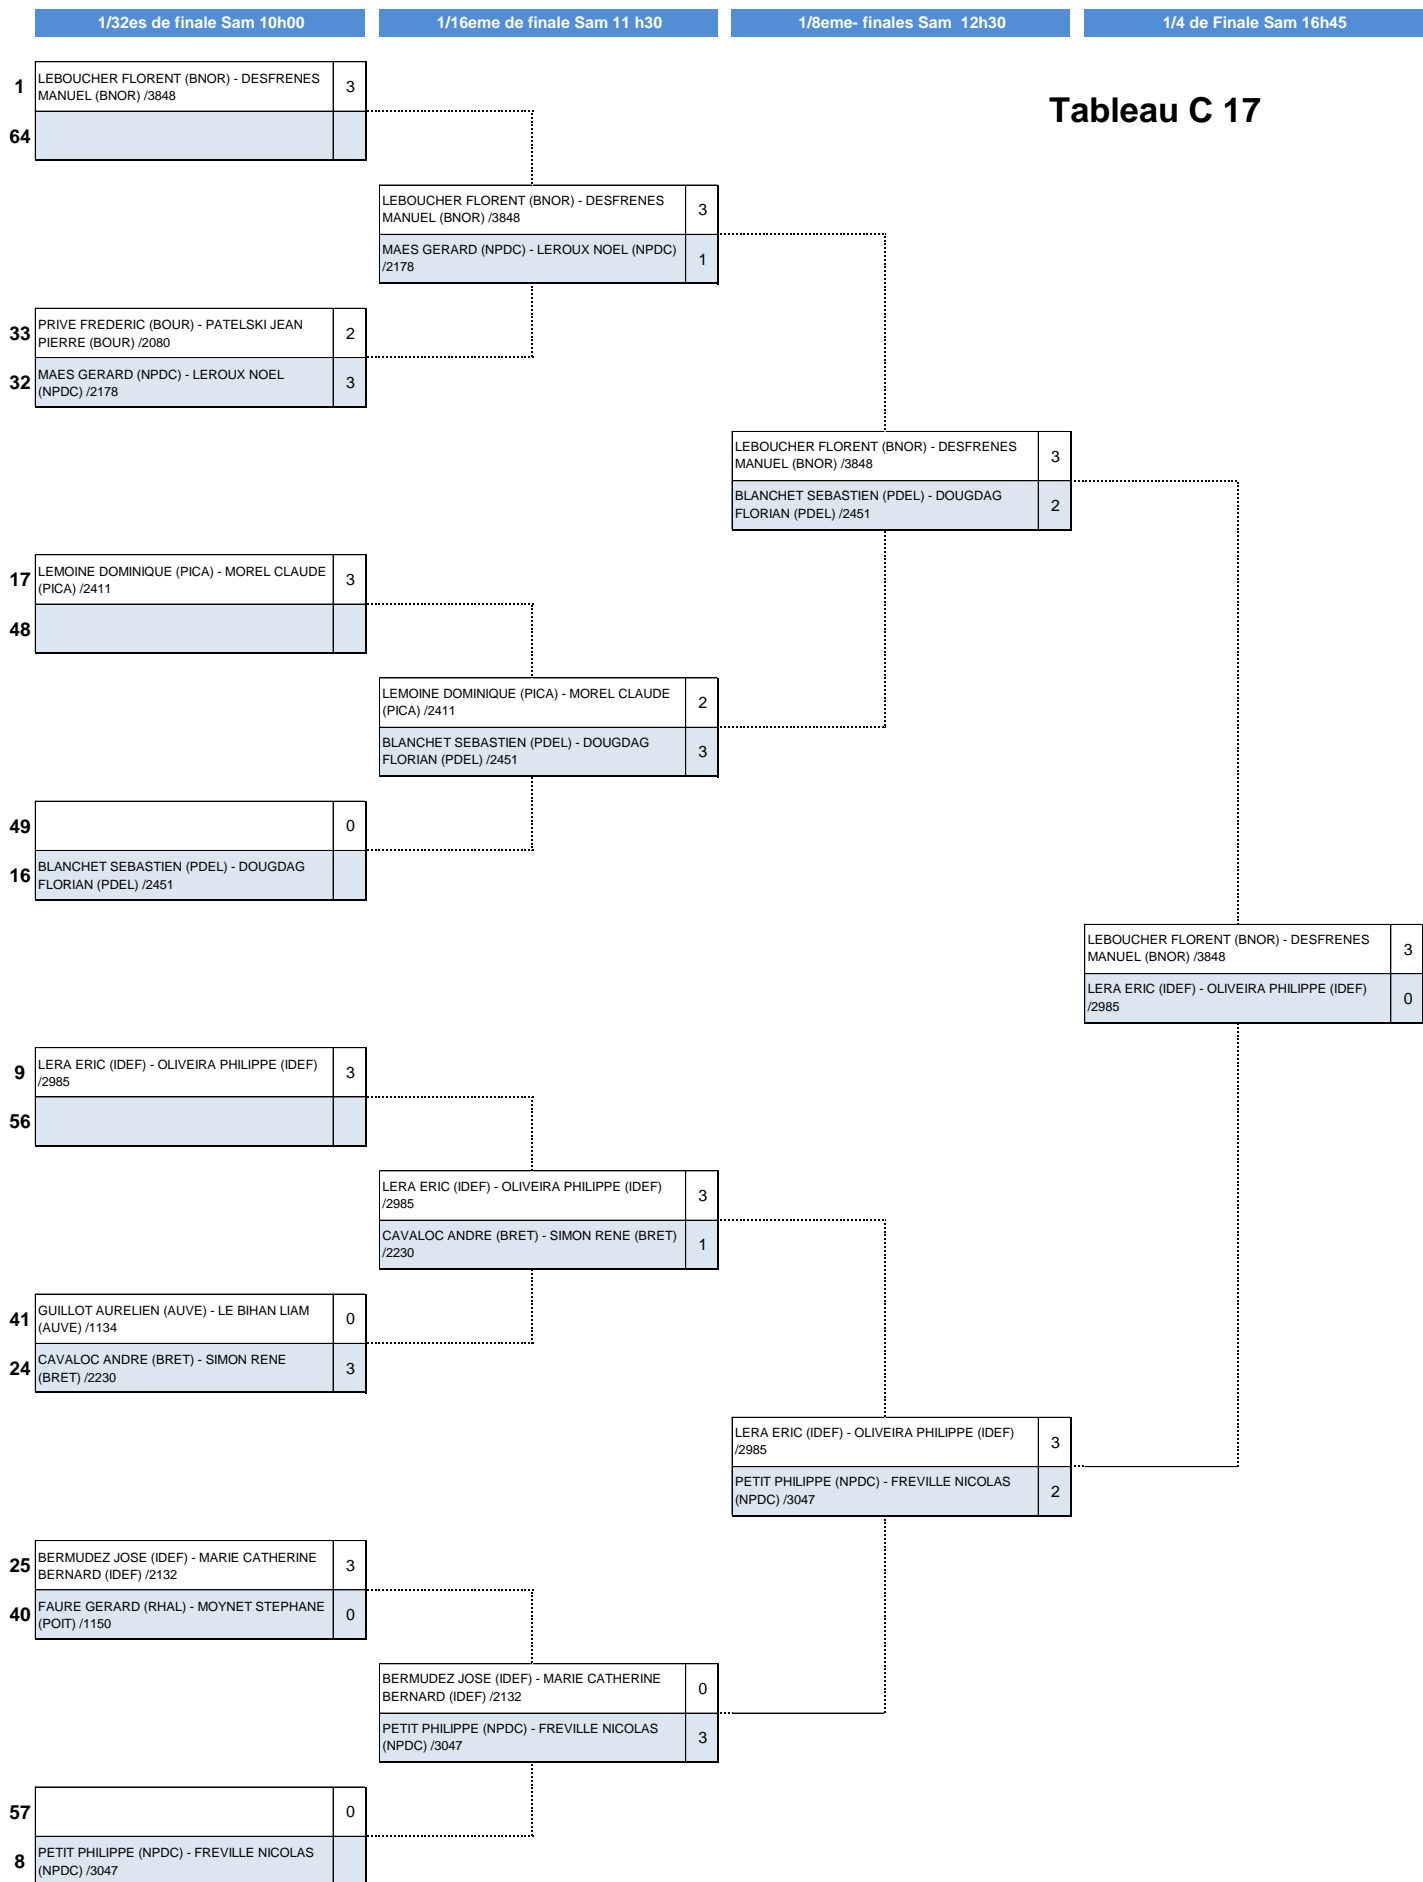 1/32es de finale Sam 10h00
1/16eme de finale Sam 11 h30
1/8eme- finales Sam  12h30
1/4 de Finale Sam 16h45
Tableau C 17
1
LEBOUCHER FLORENT (BNOR) - DESFRENES
MANUEL (BNOR) /3848
3
64
LEBOUCHER FLORENT (BNOR) - DESFRENES
MANUEL (BNOR) /3848
3
MAES GERARD (NPDC) - LEROUX NOEL (NPDC)
/2178
1
33
PRIVE FREDERIC (BOUR) - PATELSKI JEAN
PIERRE (BOUR) /2080
2
32
MAES GERARD (NPDC) - LEROUX NOEL
(NPDC) /2178
3
LEBOUCHER FLORENT (BNOR) - DESFRENES
MANUEL (BNOR) /3848
3
BLANCHET SEBASTIEN (PDEL) - DOUGDAG
FLORIAN (PDEL) /2451
2
17
LEMOINE DOMINIQUE (PICA) - MOREL CLAUDE
(PICA) /2411
3
48
LEMOINE DOMINIQUE (PICA) - MOREL CLAUDE
(PICA) /2411
2
BLANCHET SEBASTIEN (PDEL) - DOUGDAG
FLORIAN (PDEL) /2451
3
49
0
16
BLANCHET SEBASTIEN (PDEL) - DOUGDAG
FLORIAN (PDEL) /2451
LEBOUCHER FLORENT (BNOR) - DESFRENES
MANUEL (BNOR) /3848
3
LERA ERIC (IDEF) - OLIVEIRA PHILIPPE (IDEF)
/2985
0
9
LERA ERIC (IDEF) - OLIVEIRA PHILIPPE (IDEF)
/2985
3
56
LERA ERIC (IDEF) - OLIVEIRA PHILIPPE (IDEF)
/2985
3
CAVALOC ANDRE (BRET) - SIMON RENE (BRET)
/2230
1
41
GUILLOT AURELIEN (AUVE) - LE BIHAN LIAM
(AUVE) /1134
0
24
CAVALOC ANDRE (BRET) - SIMON RENE
(BRET) /2230
3
LERA ERIC (IDEF) - OLIVEIRA PHILIPPE (IDEF)
/2985
3
PETIT PHILIPPE (NPDC) - FREVILLE NICOLAS
(NPDC) /3047
2
25
BERMUDEZ JOSE (IDEF) - MARIE CATHERINE
BERNARD (IDEF) /2132
3
40
FAURE GERARD (RHAL) - MOYNET STEPHANE
(POIT) /1150
0
BERMUDEZ JOSE (IDEF) - MARIE CATHERINE
BERNARD (IDEF) /2132
0
PETIT PHILIPPE (NPDC) - FREVILLE NICOLAS
(NPDC) /3047
3
57
0
8
PETIT PHILIPPE (NPDC) - FREVILLE NICOLAS
(NPDC) /3047